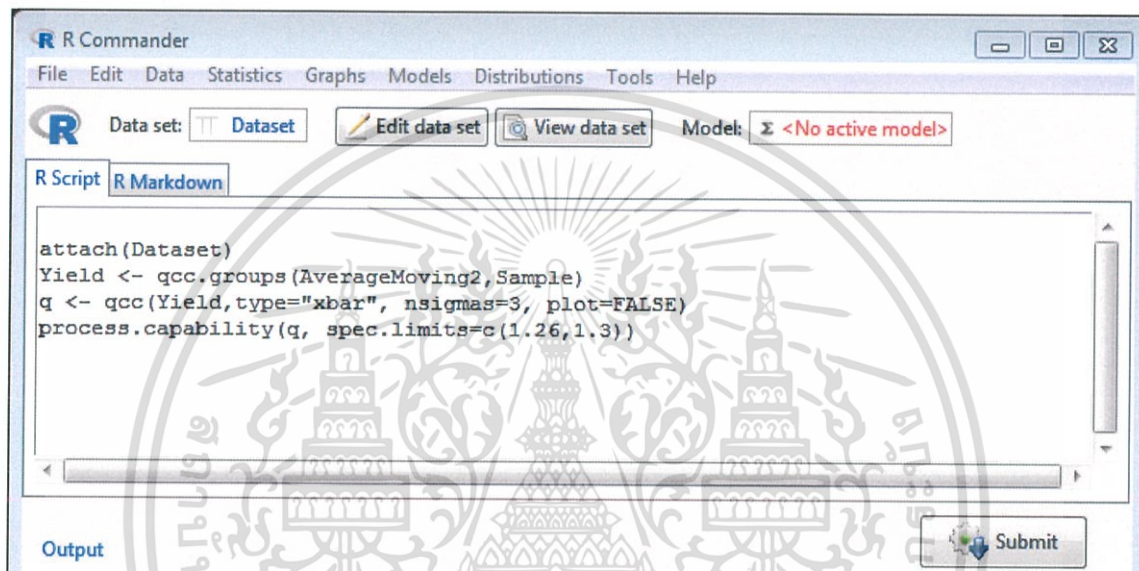 R R Commander
File Edit Data Statistics Graphs Models Distributions Tools Help
R Data set: Dataset Edit data set View data set Model: Σ <No active model>
R Script R Markdown
attach(Dataset)
Yield <- qcc.groups(AverageMoving2,Sample)
q <- qcc(Yield,type="xbar", nsigmas=3, plot=FALSE)
process.capability(q, spec.limits=c(1.26,1.3))
Output Submit